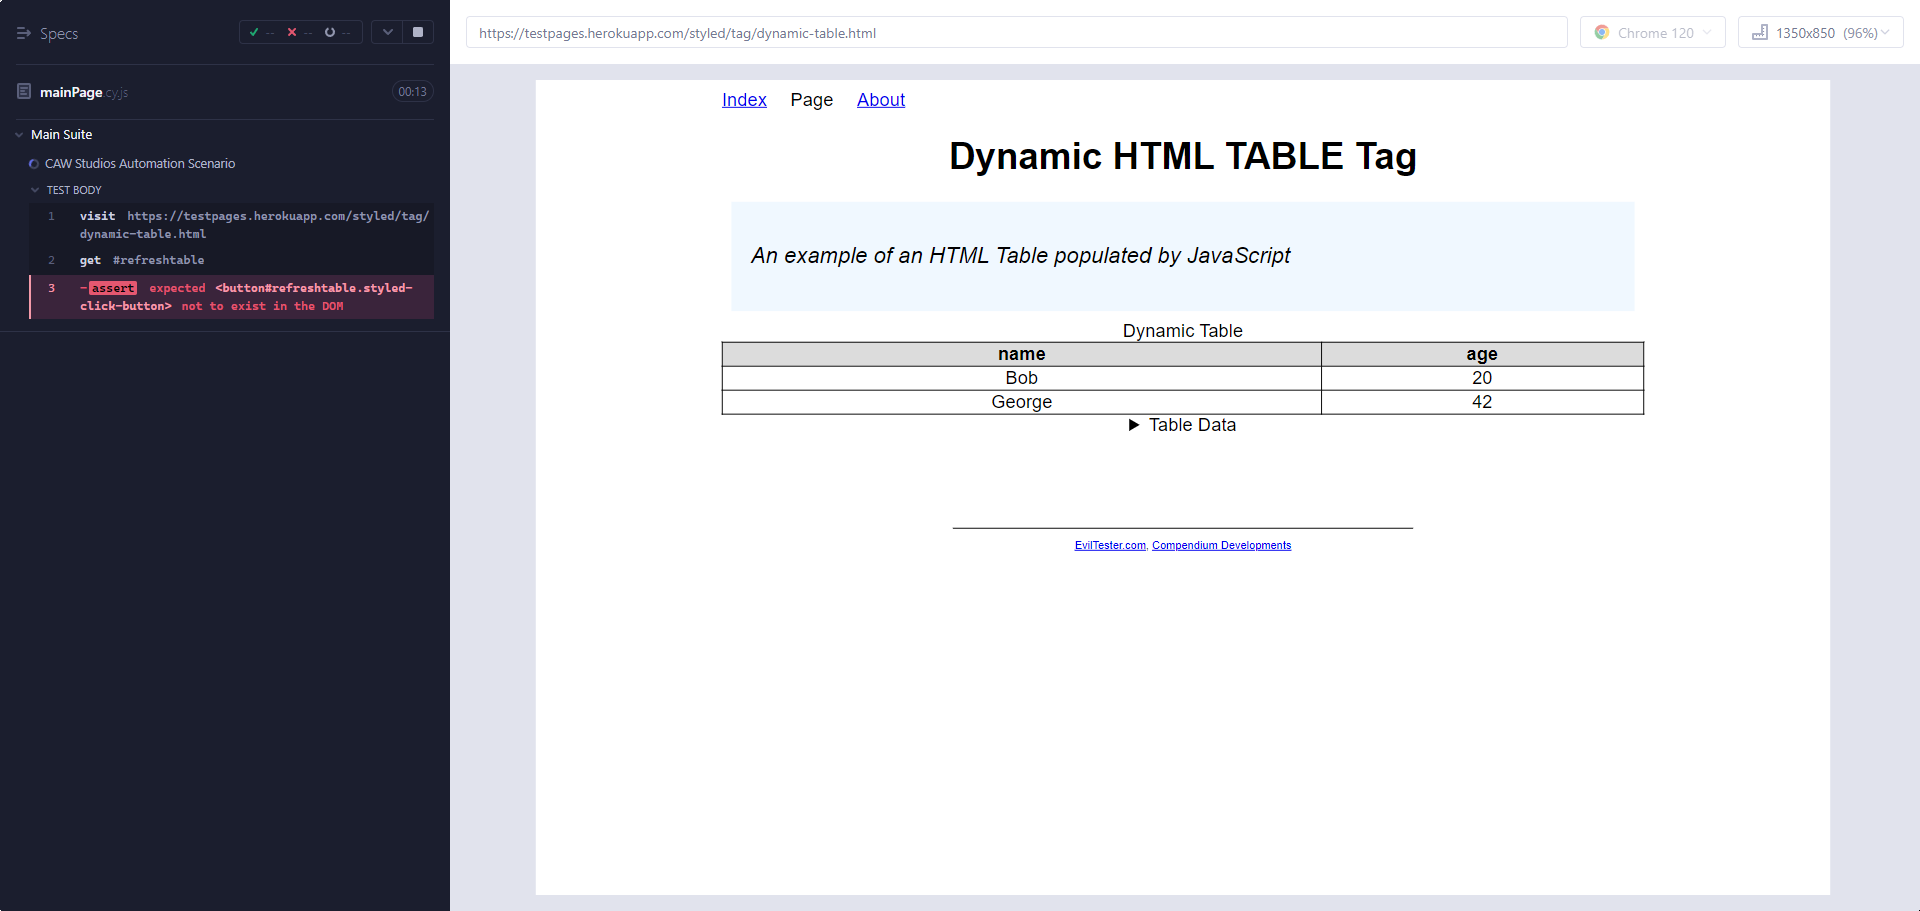 Specs
-- -- --
mainPage.cy.js 00:13
Main Suite
CAW Studios Automation Scenario
TEST BODY
1 visit https://testpages.herokuapp.com/styled/tag/
dynamic-table.html
2 get #refreshtable
3 -assert expected <button#refreshtable.styled-
click-button> not to exist in the DOM
https://testpages.herokuapp.com/styled/tag/dynamic-table.html
Chrome 120
1350x850 (96%)
Index Page About
Dynamic HTML TABLE Tag
An example of an HTML Table populated by JavaScript
Dynamic Table
name age
Bob 20
George 42
Table Data
EvilTester.com, Compendium Developments